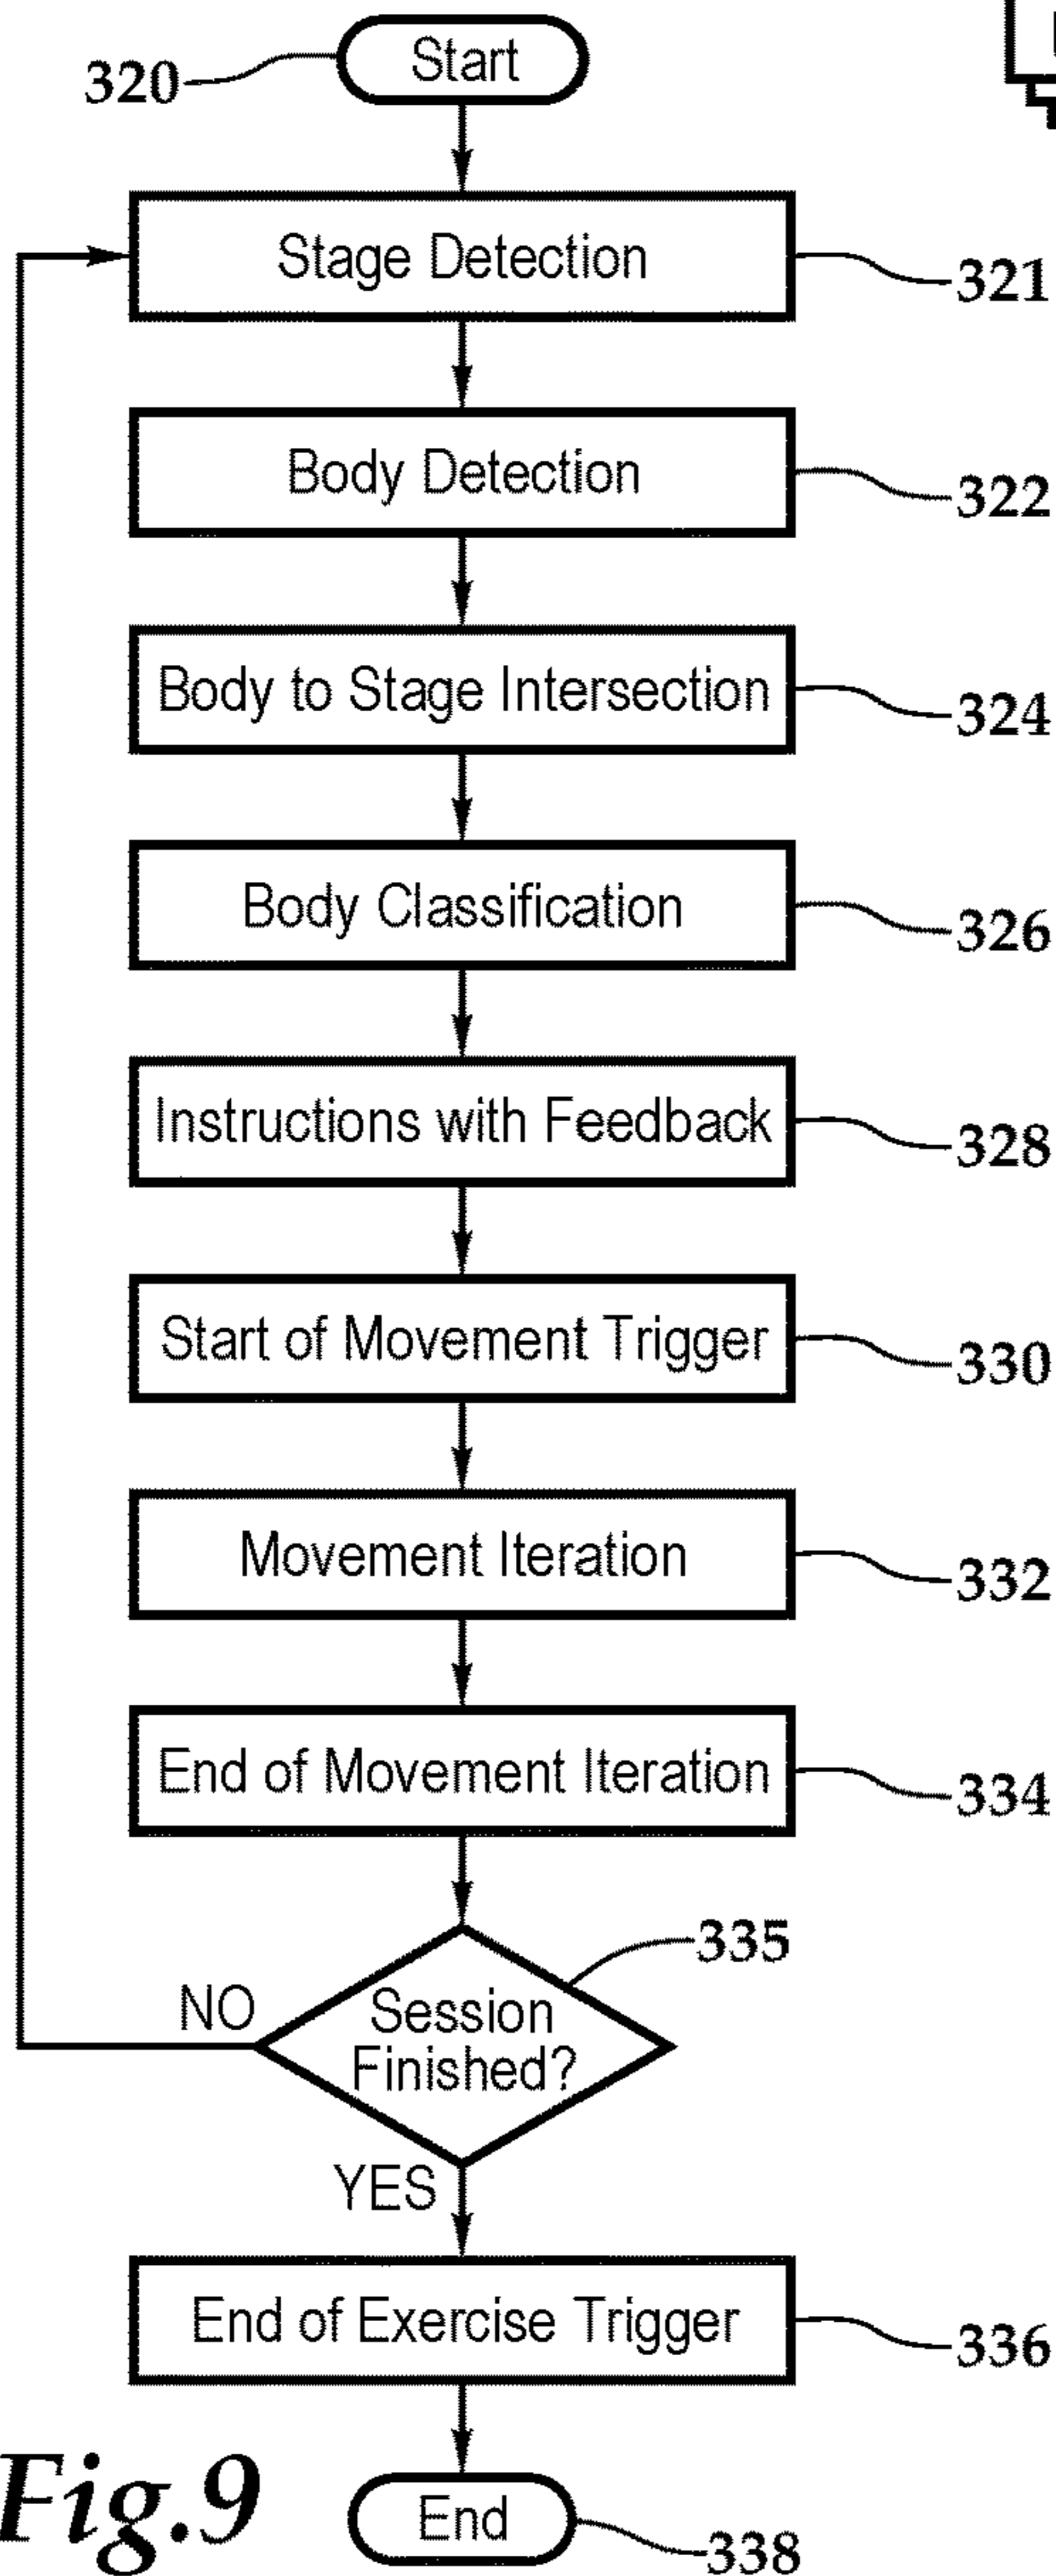 Start
320
Stage Detection
321
Body Detection
322
Body to Stage Intersection
324
Body Classification
326
Instructions with Feedback
328
Start of Movement Trigger
330
Movement Iteration
332
End of Movement Iteration
334
335
NO
Session
Finished?
YES
End of Exercise Trigger
336
Fig.9
End
338